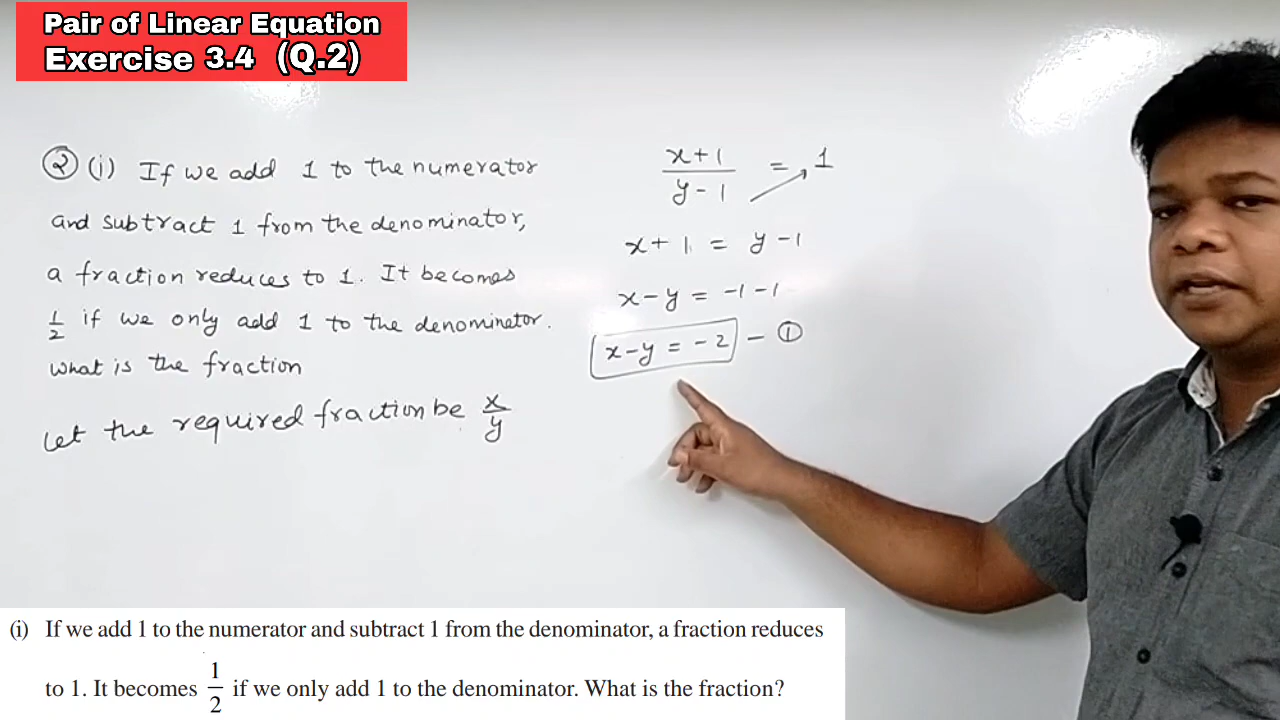 Pair of Linear Equation
Exercise 3.4 (Q.2)
② (i) If we add 1 to the numerator
and subtract 1 from the denominator,
a fraction reduces to 1. It becomes
1/2 if we only add 1 to the denominator.
what is the fraction
Let the required fraction be x/y
x+1/y-1 = 1
x+1 = y-1
x-y = -1-1
x-y = -2 - ①
(i) If we add 1 to the numerator and subtract 1 from the denominator, a fraction reduces
to 1. It becomes 1/2 if we only add 1 to the denominator. What is the fraction?